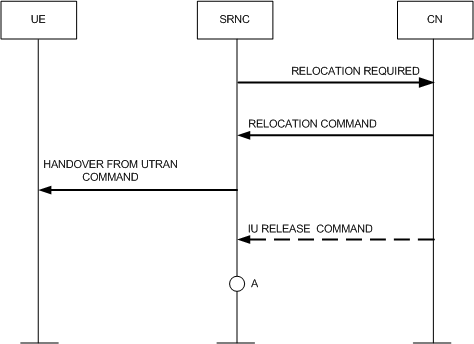 UE
SRNC
CN
RELOCATION REQUIRED
RELOCATION COMMAND
HANDOVER FROM UTRAN
COMMAND
IU RELEASE COMMAND
A